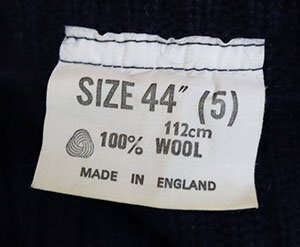 SIZE 44" (5)
112cm
100% WOOL
MADE IN ENGLAND